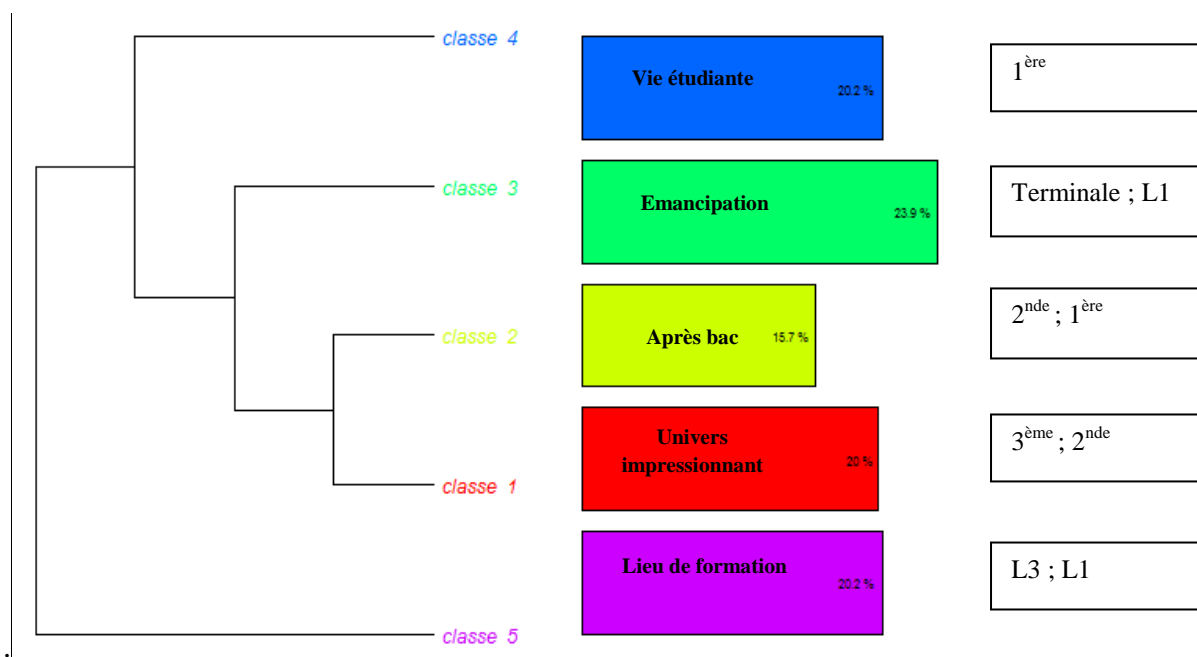 classe 4
Vie étudiante
20.2 %
1ère
classe 3
Emancipation
23.9 %
Terminale ; L1
classe 2
Après bac
15.7 %
2nde ; 1ère
classe 1
Univers
impressionnant
20 %
3ème ; 2nde
classe 5
Lieu de formation
20.2 %
L3 ; L1
.